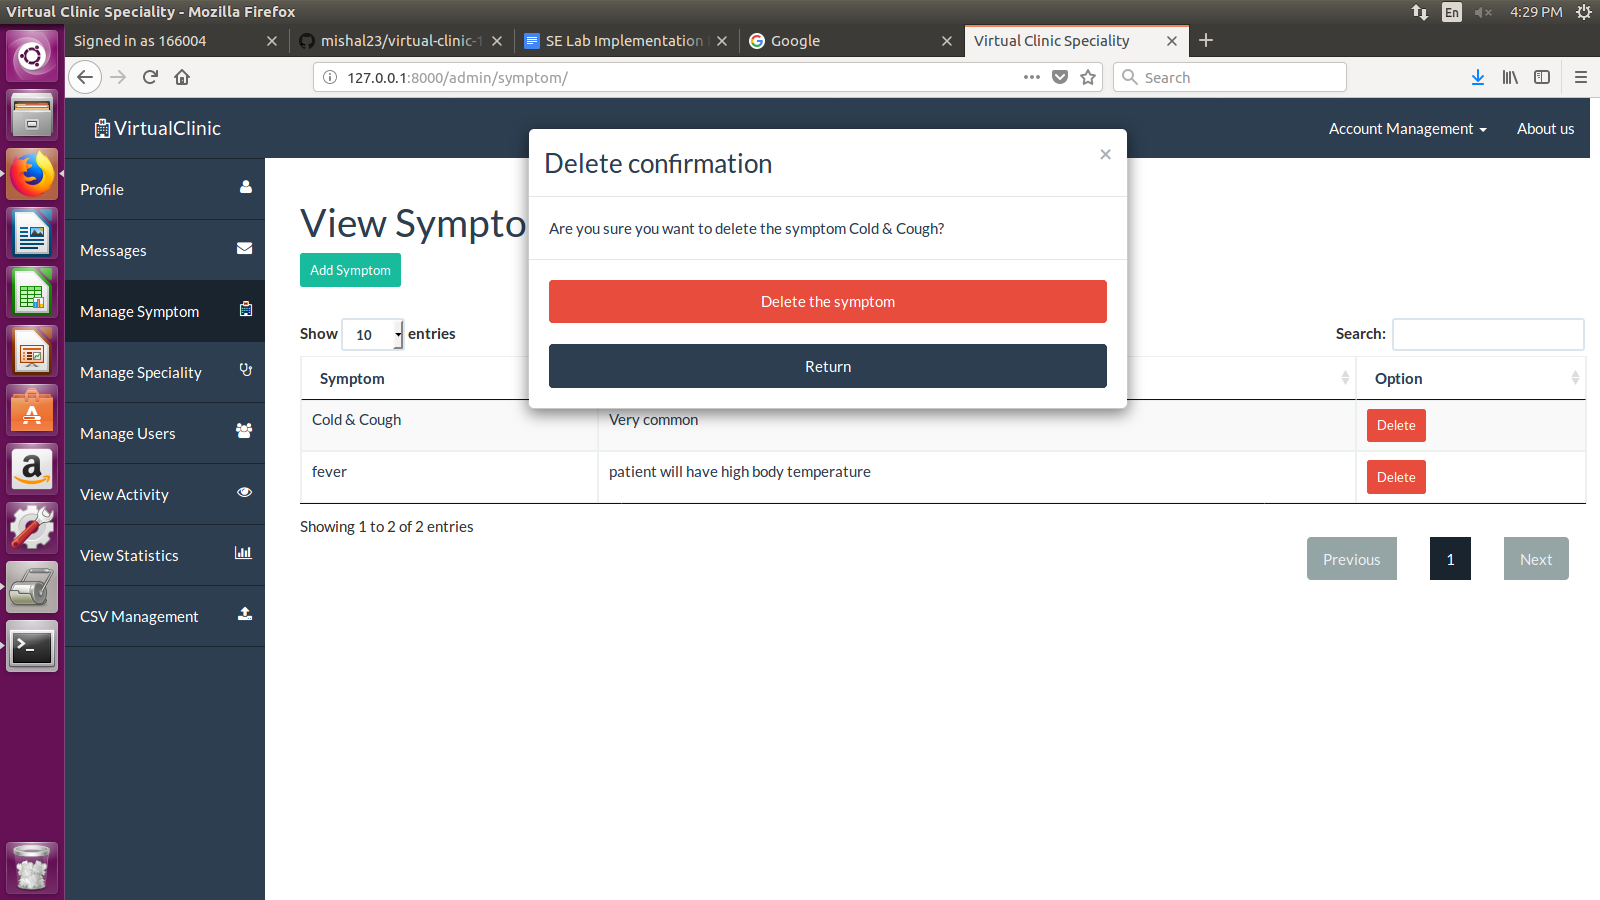 Virtual Clinic Speciality - Mozilla Firefox
En
4:29 PM
Signed in as 166004
mishal23/virtual-clinic-1
SE Lab Implementation
Google
Virtual Clinic Speciality
127.0.0.1:8000/admin/symptom/
Search
VirtualClinic
Account Management
About us
Profile
Messages
Manage Symptom
Manage Speciality
Manage Users
View Activity
View Statistics
CSV Management
View Sympto
Add Symptom
Delete confirmation
×
Are you sure you want to delete the symptom Cold & Cough?
Delete the symptom
Return
Show 10 entries
Search:
Symptom
Option
Cold & Cough
Very common
Delete
fever
patient will have high body temperature
Delete
Showing 1 to 2 of 2 entries
Previous
1
Next